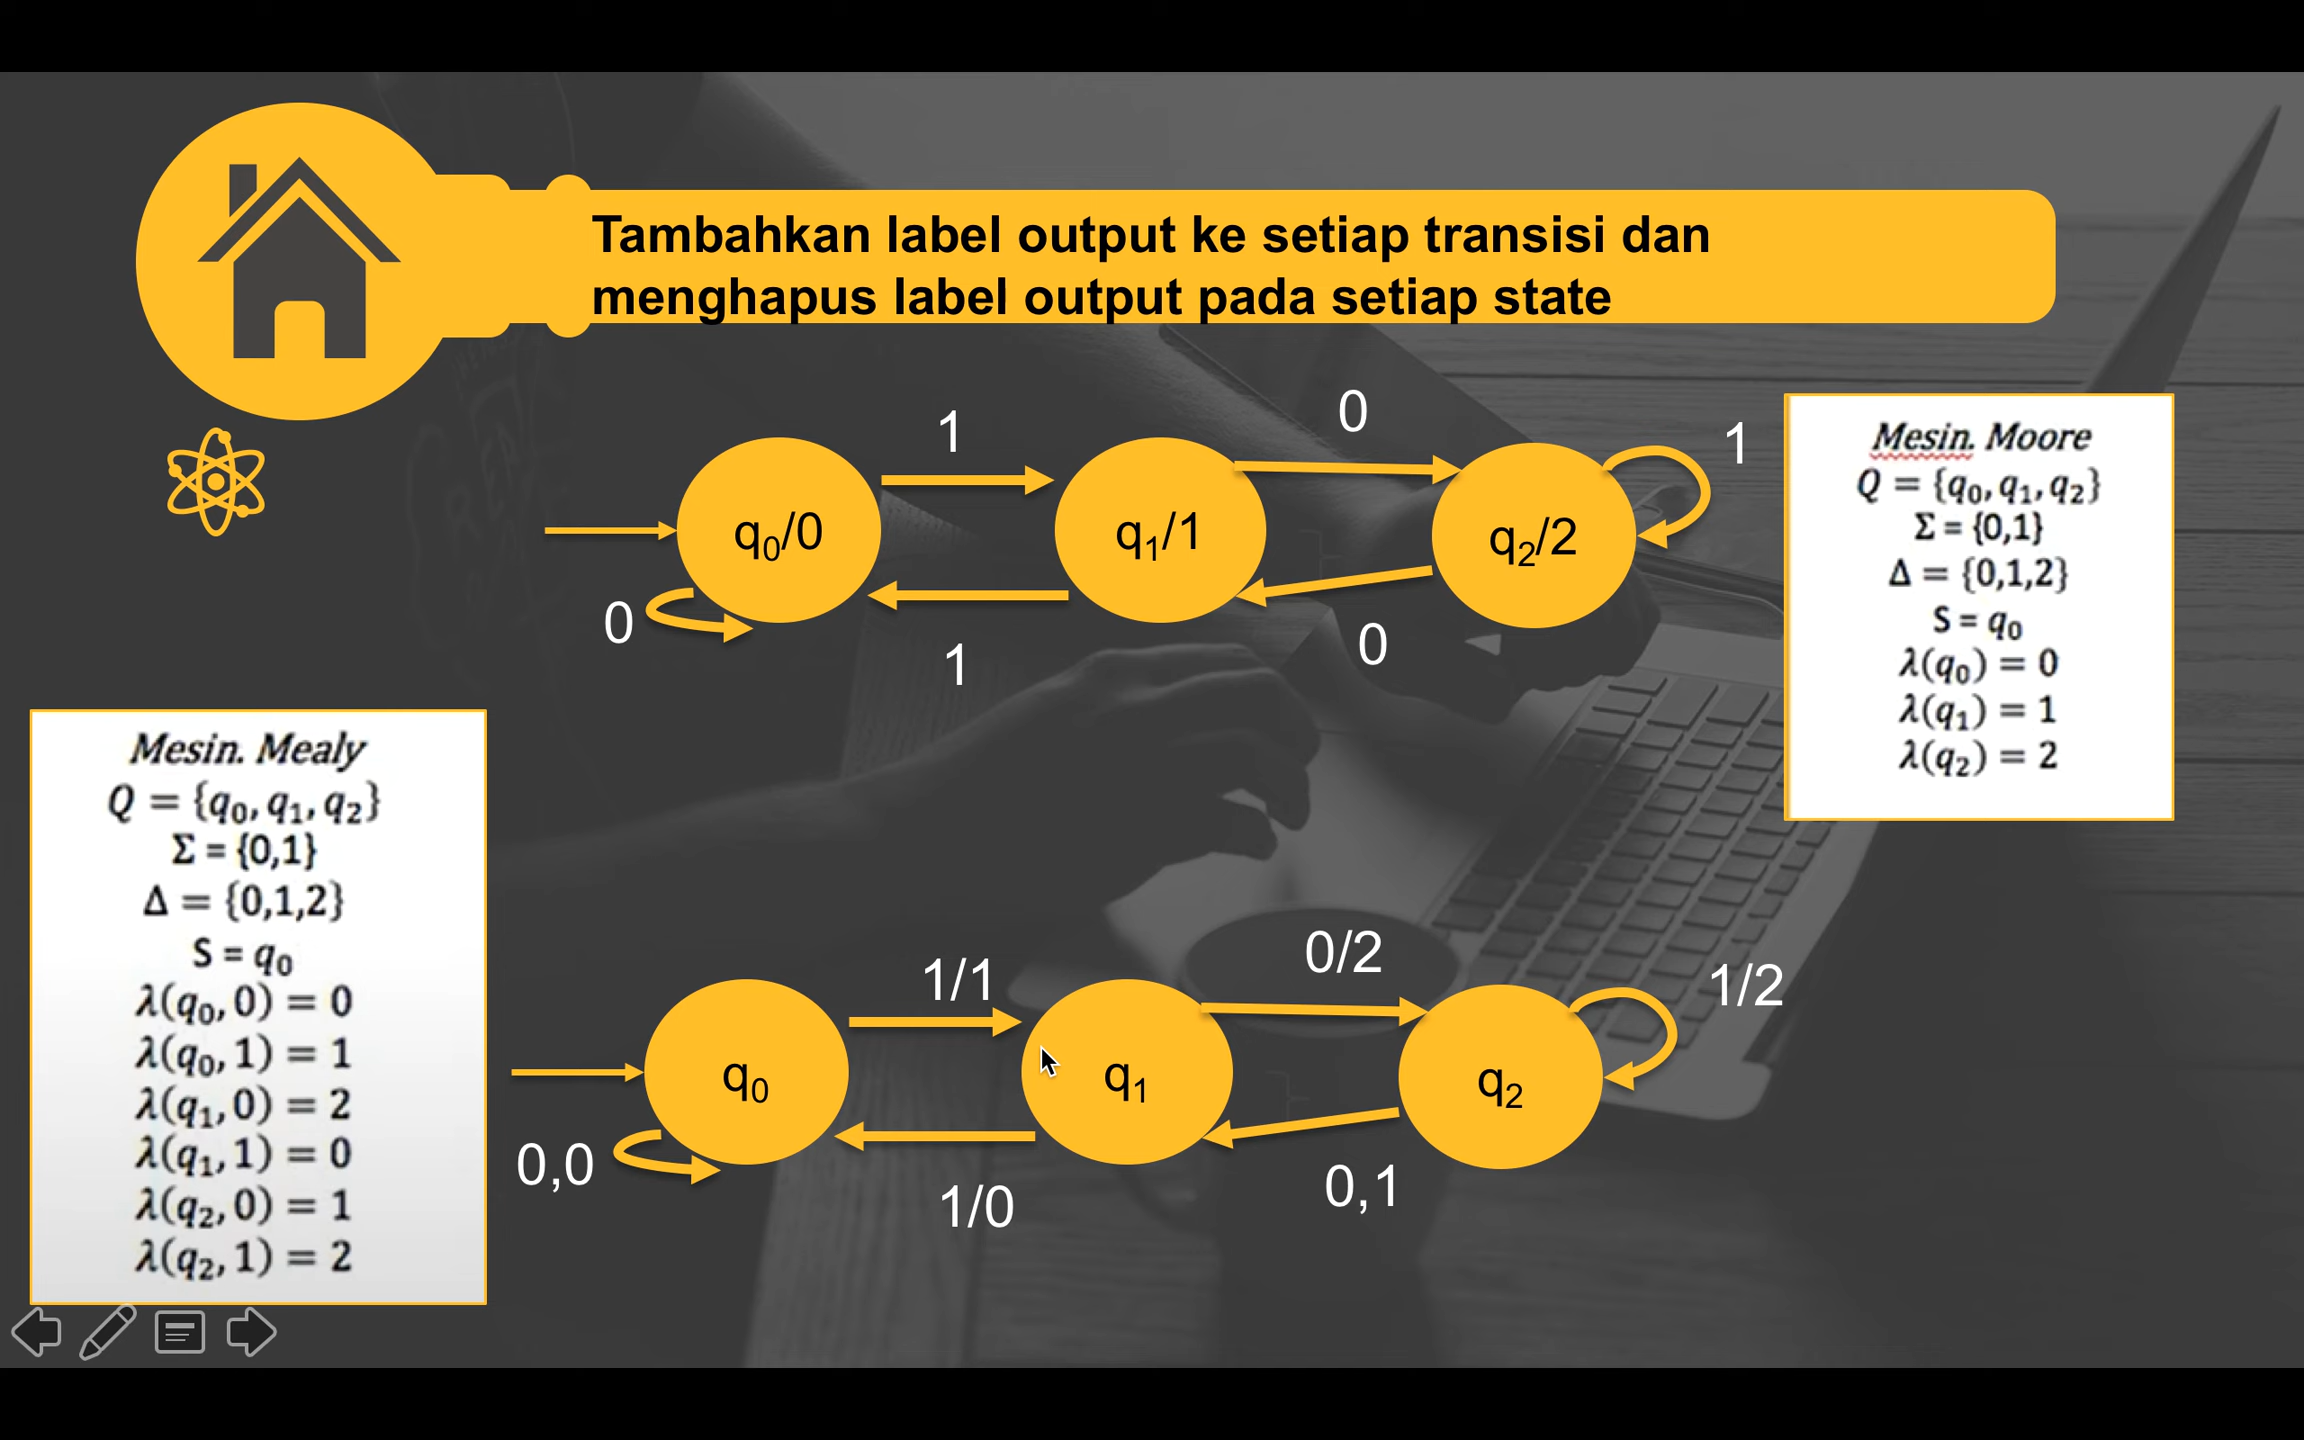 Tambahkan label output ke setiap transisi dan
menghapus label output pada setiap state
1
0
1
q₀/0
q₁/1
q₂/2
0
1
0
Mesin. Moore
Q = {q₀, q₁, q₂}
Σ = {0,1}
Δ = {0,1,2}
S = q₀
λ(q₀) = 0
λ(q₁) = 1
λ(q₂) = 2
Mesin. Mealy
Q = {q₀, q₁, q₂}
Σ = {0,1}
Δ = {0,1,2}
S = q₀
λ(q₀, 0) = 0
λ(q₀, 1) = 1
λ(q₁, 0) = 2
λ(q₁, 1) = 0
λ(q₂, 0) = 1
λ(q₂, 1) = 2
1/1
0/2
1/2
q₀
q₁
q₂
0,0
1/0
0,1